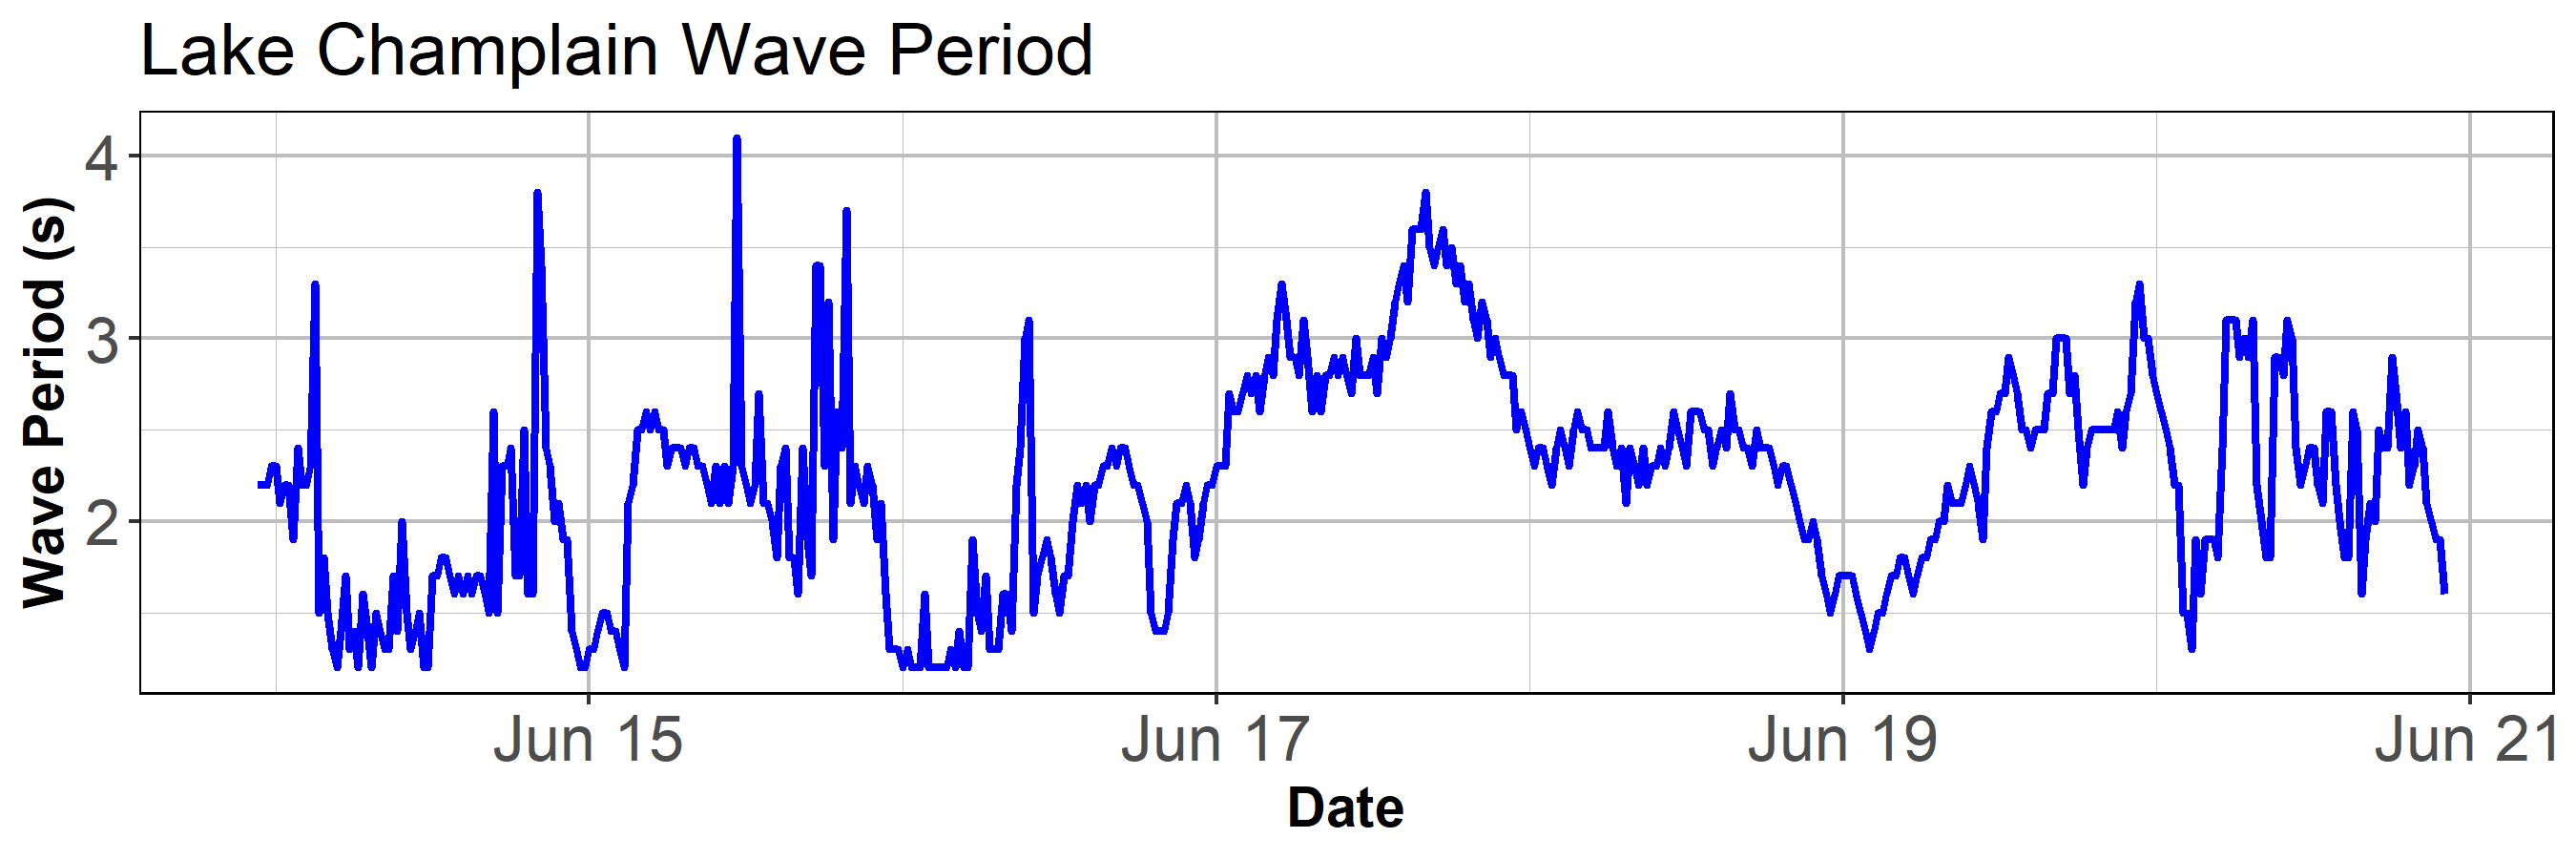 Lake Champlain Wave Period
Wave Period (s)
4
3
2
Jun 15
Jun 17
Jun 19
Jun 21
Date